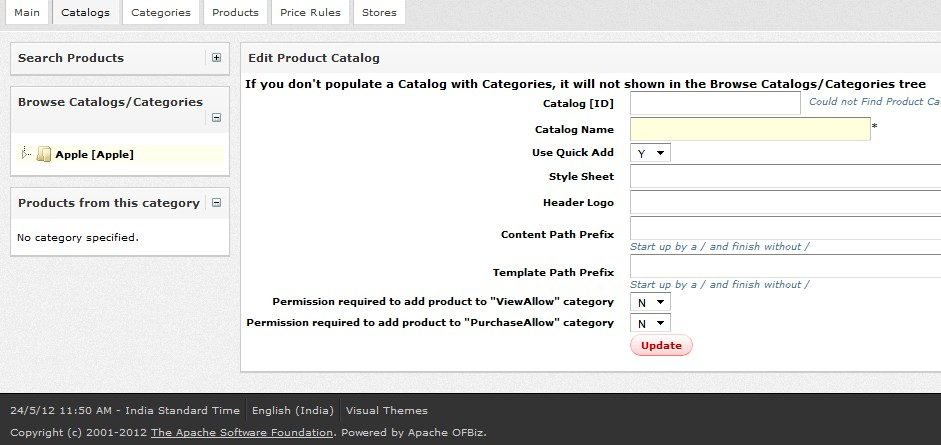 Main Catalogs Categories Products Price Rules Stores
Search Products
Browse Catalogs/Categories
Apple [Apple]
Products from this category
No category specified.
Edit Product Catalog
If you don't populate a Catalog with Categories, it will not shown in the Browse Catalogs/Categories tree
Catalog [ID] Could not Find Product Ca
Catalog Name *
Use Quick Add Y
Style Sheet
Header Logo
Content Path Prefix
Start up by a / and finish without /
Template Path Prefix
Start up by a / and finish without /
Permission required to add product to "ViewAllow" category N
Permission required to add product to "PurchaseAllow" category N
Update
24/5/12 11:50 AM - India Standard Time English (India) Visual Themes
Copyright (c) 2001-2012 The Apache Software Foundation. Powered by Apache OFBiz.